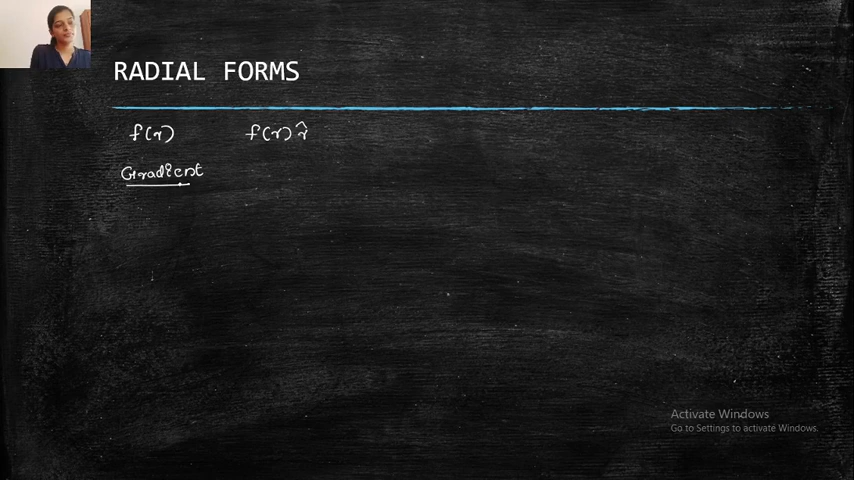 RADIAL FORMS
f(r) f(r) r̂
Gradient
Activate Windows
Go to Settings to activate Windows.